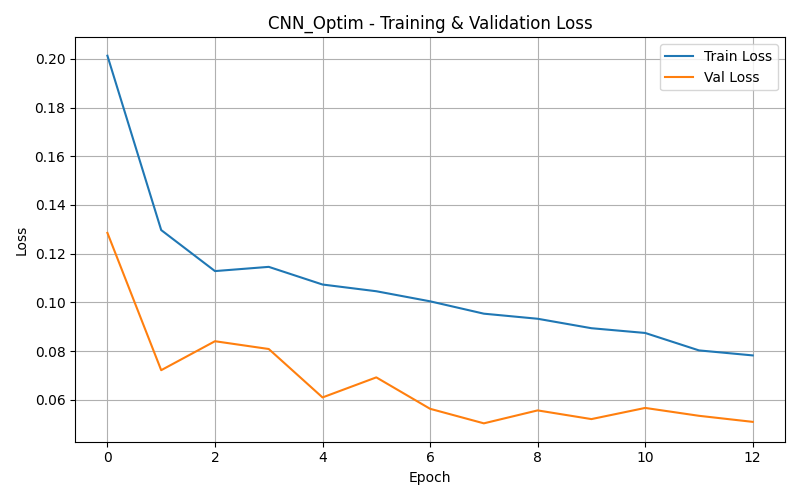 CNN_Optim - Training & Validation Loss
Train Loss
Val Loss
0.20
0.18
0.16
0.14
0.12
0.10
0.08
0.06
Loss
0 2 4 6 8 10 12
Epoch